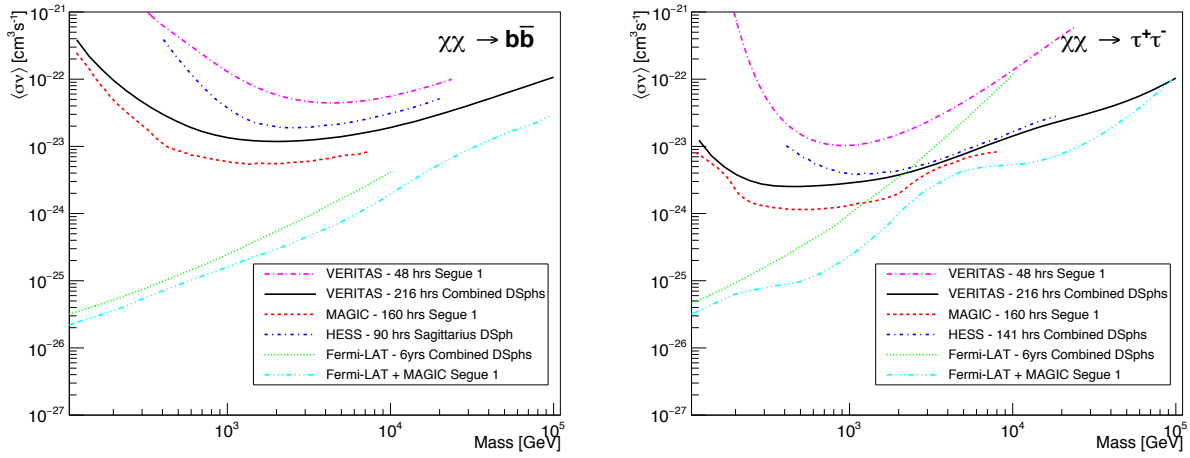 ⟨σν⟩ [cm³s⁻¹]
10⁻²¹
10⁻²²
10⁻²³
10⁻²⁴
10⁻²⁵
10⁻²⁶
10⁻²⁷
χχ → bb̅
VERITAS - 48 hrs Segue 1
VERITAS - 216 hrs Combined DSphs
MAGIC - 160 hrs Segue 1
HESS - 90 hrs Sagittarius DSph
Fermi-LAT - 6yrs Combined DSphs
Fermi-LAT + MAGIC Segue 1
10³ 10⁴ 10⁵
Mass [GeV]
⟨σν⟩ [cm³s⁻¹]
10⁻²¹
10⁻²²
10⁻²³
10⁻²⁴
10⁻²⁵
10⁻²⁶
10⁻²⁷
χχ → τ⁺τ⁻
VERITAS - 48 hrs Segue 1
VERITAS - 216 hrs Combined DSphs
MAGIC - 160 hrs Segue 1
HESS - 141 hrs Combined DSphs
Fermi-LAT - 6yrs Combined DSphs
Fermi-LAT + MAGIC Segue 1
10³ 10⁴ 10⁵
Mass [GeV]